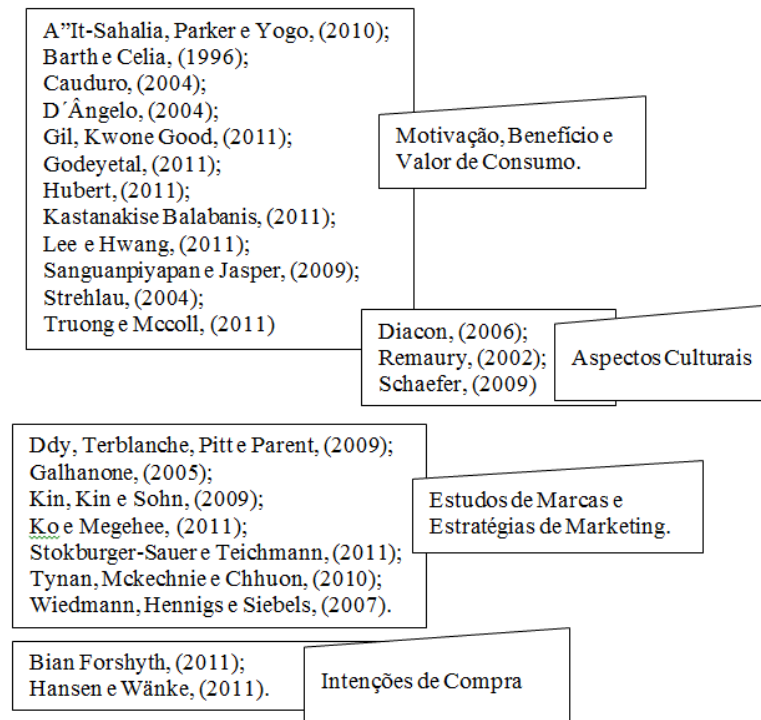 A”It-Sahalia, Parker e Yogo, (2010);
Barth e Celia, (1996);
Cauduro, (2004);
D´Ângelo, (2004);
Gil, Kwone Good, (2011);
Godeyetal, (2011);
Hubert, (2011);
Kastanakise Balabanis, (2011);
Lee e Hwang, (2011);
Sanguanpiyapan e Jasper, (2009);
Strehlau, (2004);
Truong e Mccoll, (2011)
Motivação, Benefício e
Valor de Consumo.
Diacon, (2006);
Remaury, (2002);
Schaefer, (2009)
Aspectos Culturais
Ddy, Terblanche, Pitt e Parent, (2009);
Galhanone, (2005);
Kin, Kin e Sohn, (2009);
Ko e Megehee, (2011);
Stokburger-Sauer e Teichmann, (2011);
Tynan, Mckechnie e Chhuon, (2010);
Wiedmann, Hennigs e Siebels, (2007).
Estudos de Marcas e
Estratégias de Marketing.
Bian Forshyth, (2011);
Hansen e Wänke, (2011).
Intenções de Compra